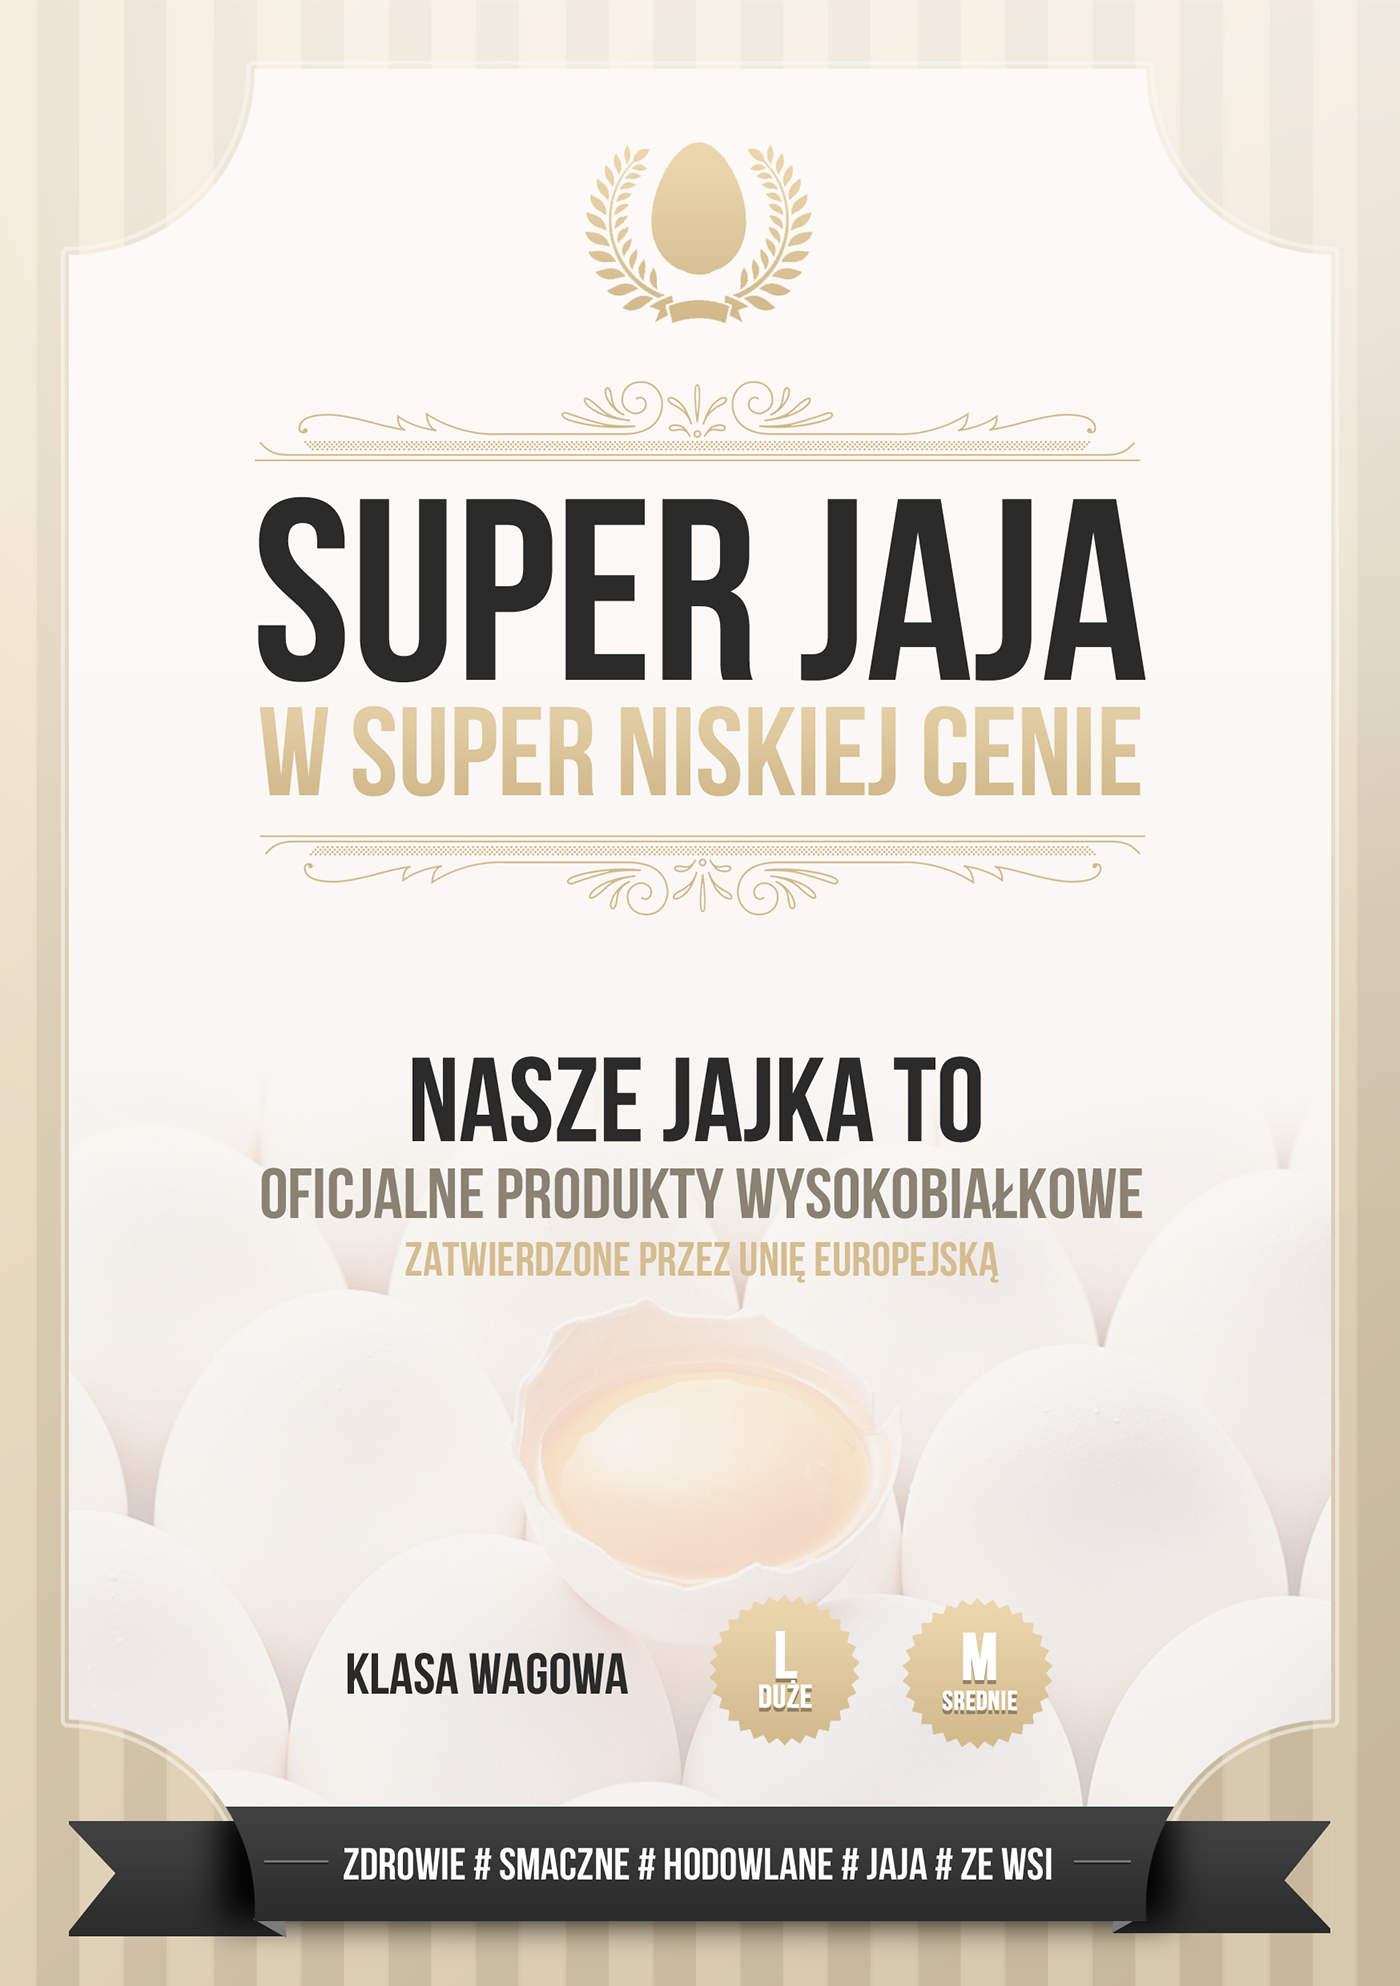 SUPER JAJA
W SUPER NISKIEJ CENIE
NASZE JAJKA TO
OFICJALNE PRODUKTY WYSOKOBIAŁKOWE
ZATWIERDZONE PRZEZ UNIĘ EUROPEJSKĄ
KLASA WAGOWA
L
DUŻE
M
SREDNIE
ZDROWIE # SMACZNE # HODOWLANE # JAJA # ZE WSI